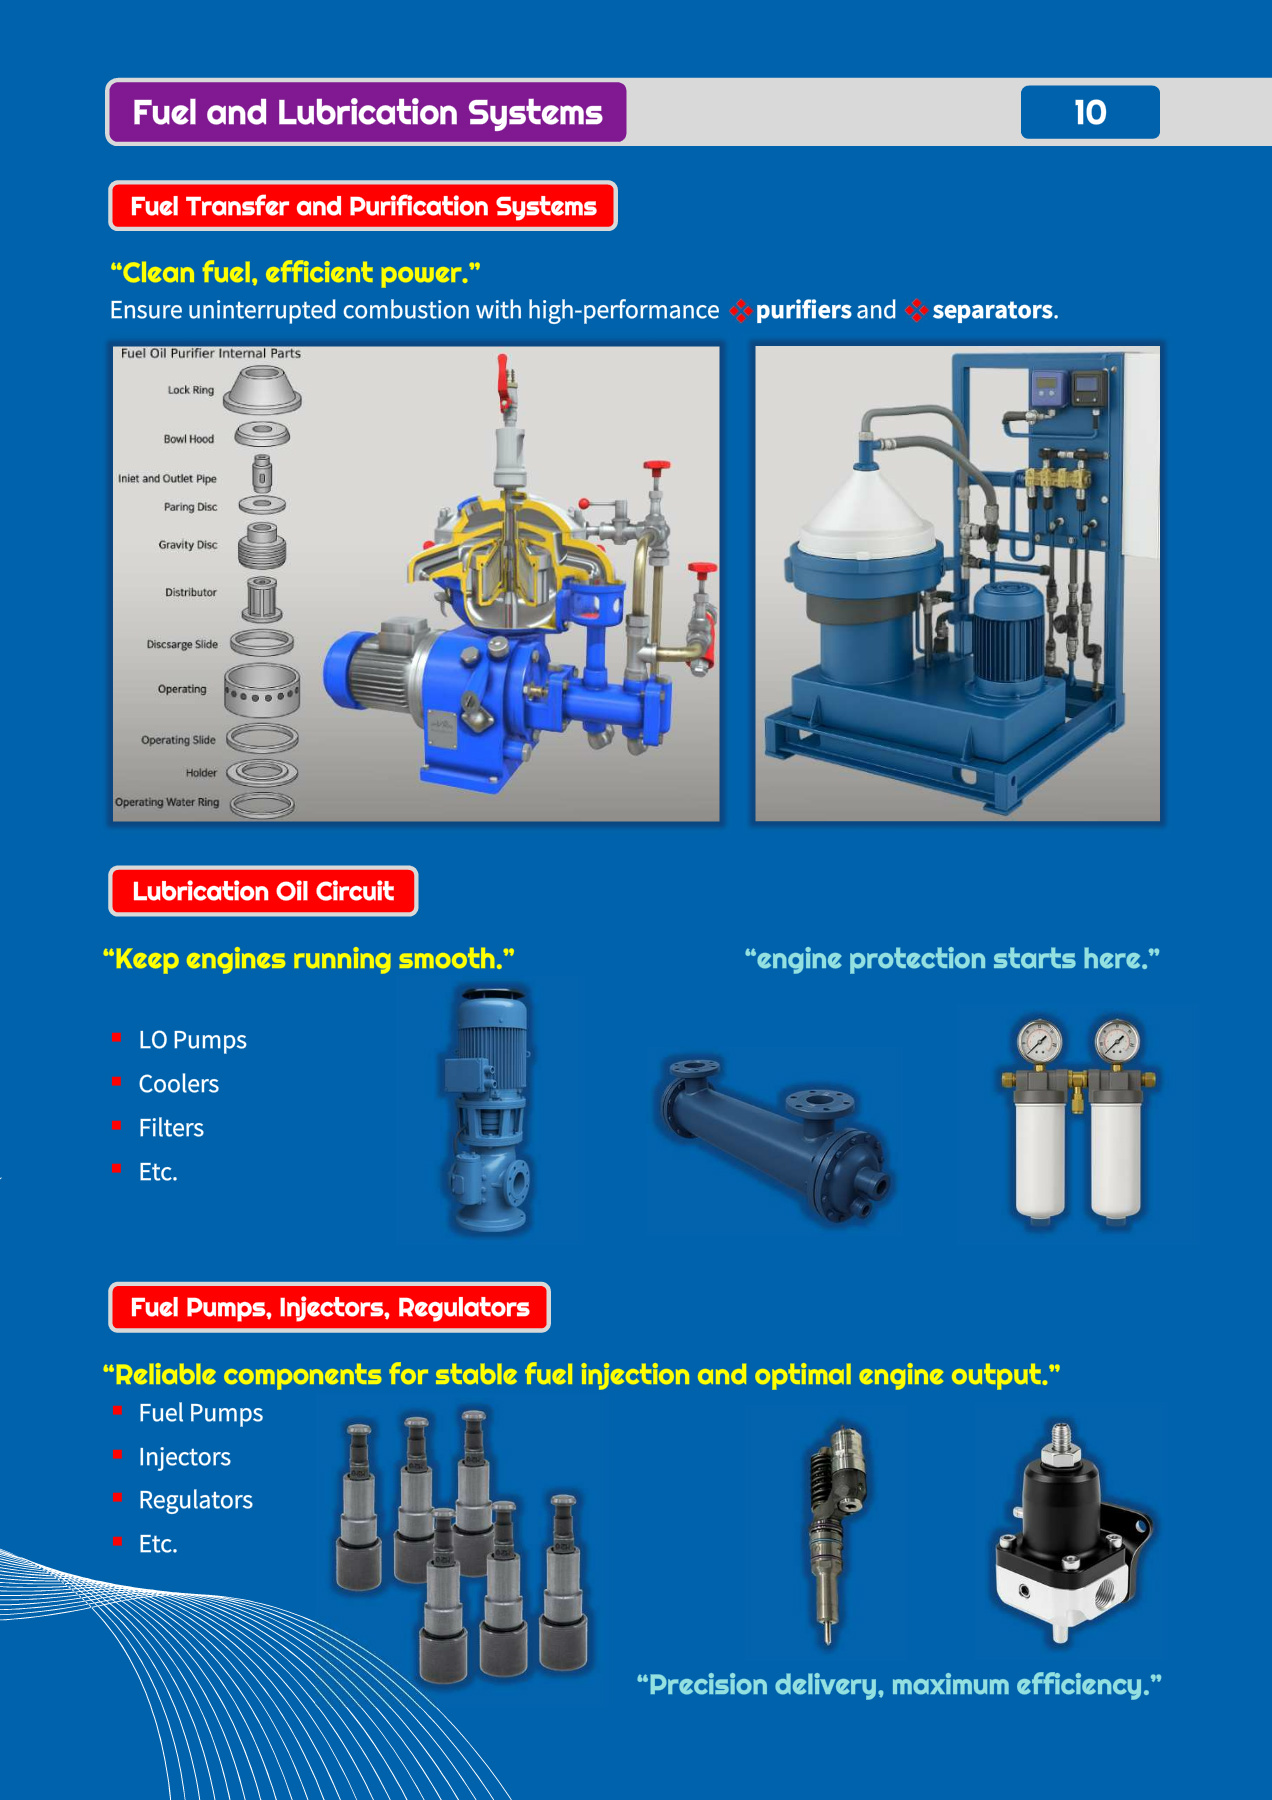 Fuel and Lubrication Systems
10
Fuel Transfer and Purification Systems
“Clean fuel, efficient power.”
Ensure uninterrupted combustion with high-performance ❖purifiers and ❖separators.
Fuel Oil Purifier Internal Parts
Lock Ring
Bowl Hood
Inlet and Outlet Pipe
Paring Disc
Gravity Disc
Distributor
Discsarge Slide
Operating
Operating Slide
Holder
Operating Water Ring
Lubrication Oil Circuit
“Keep engines running smooth.”
“engine protection starts here.”
▪ LO Pumps
▪ Coolers
▪ Filters
▪ Etc.
Fuel Pumps, Injectors, Regulators
“Reliable components for stable fuel injection and optimal engine output.”
▪ Fuel Pumps
▪ Injectors
▪ Regulators
▪ Etc.
“Precision delivery, maximum efficiency.”